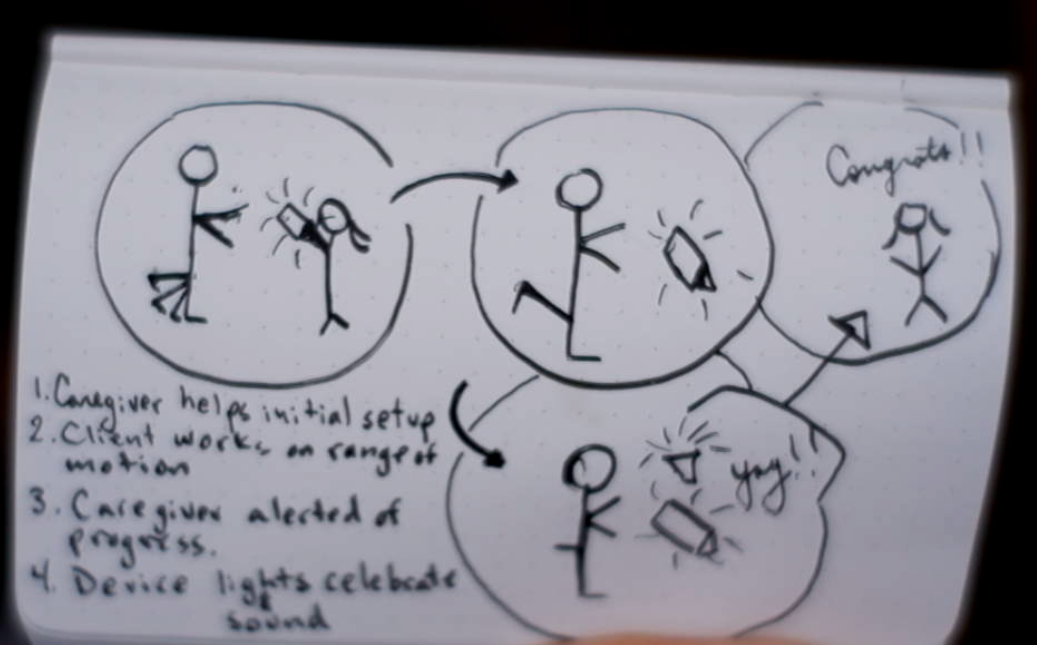 Congrats!!
yay!!
1. Caregiver helps initial setup
2. Client works on range of
motion
3. Caregiver alerted of
progress.
4. Device lights celebrate
&
sound